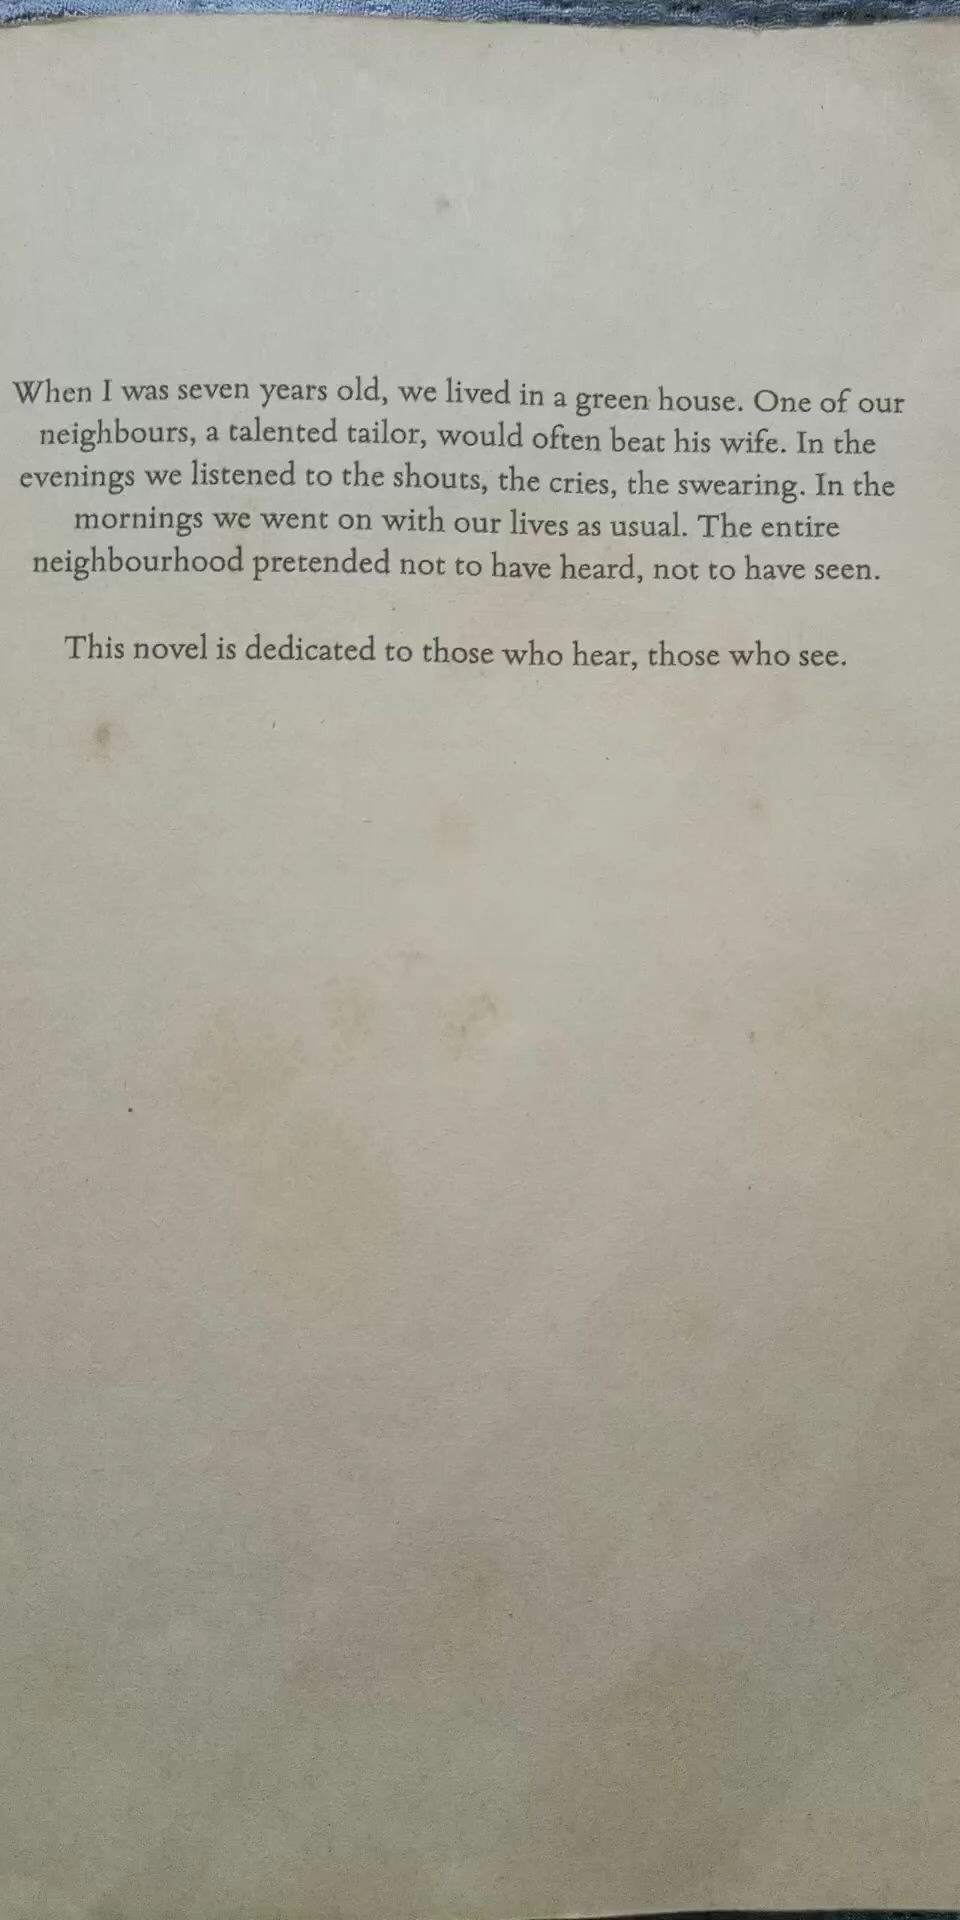 When I was seven years old, we lived in a green house. One of our
neighbours, a talented tailor, would often beat his wife. In the
evenings we listened to the shouts, the cries, the swearing. In the
mornings we went on with our lives as usual. The entire
neighbourhood pretended not to have heard, not to have seen.
This novel is dedicated to those who hear, those who see.